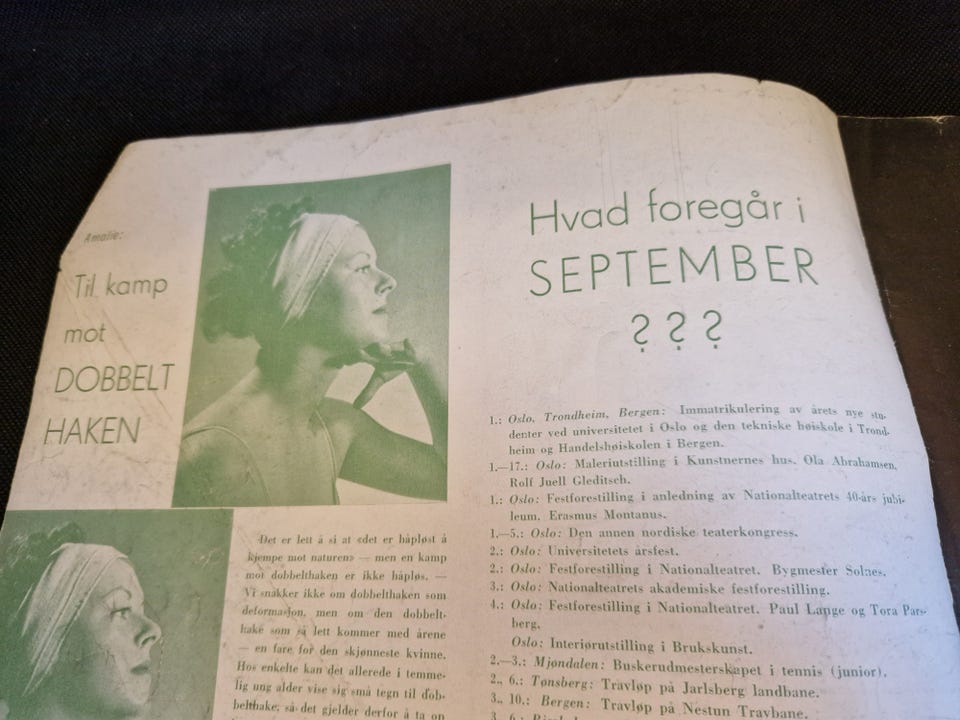 Amalie:
Til kamp
mot
DOBBELT
HAKEN
Det er lett å si at «det er håpløst å
kjempe mot naturen» — men en kamp
mot dobbelthaken er ikke håpløs. —
Vi snakker ikke om dobbelthaken som
deformasjon, men om den dobbelt-
hake som så lett kommer med årene
— en fare for den skjønneste kvinne.
Hos enkelte kan det allerede i temme-
lig ung alder vise sig små tegn til dob-
belthake, så det gjelder derfor å ta op
Hvad foregår i
SEPTEMBER
? ? ?
1.: Oslo, Trondheim, Bergen: Immatrikulering av årets nye stu-
denter ved universitetet i Oslo og den tekniske høiskole i Trond-
heim og Handelshøiskolen i Bergen.
1.—17.: Oslo: Maleriutstilling i Kunstnernes hus. Ola Abrahamsen,
Rolf Juell Gleditsch.
1.: Oslo: Festforestilling i anledning av Nationalteatrets 40-års jubi-
leum. Erasmus Montanus.
1.—5.: Oslo: Den annen nordiske teaterkongress.
2.: Oslo: Universitetets årsfest.
2.: Oslo: Festforestilling i Nationalteatret. Bygmester Solnes.
3.: Oslo: Nationalteatrets akademiske festforestilling.
4.: Oslo: Festforestilling i Nationalteatret. Paul Lange og Tora Pars-
berg.
Oslo: Interiørutstilling i Brukskunst.
2.—3.: Mjøndalen: Buskerudmesterskapet i tennis (junior).
2., 6.: Tønsberg: Travløp på Jarlsberg landbane.
3., 10.: Bergen: Travløp på Nestun Travbane.
3., 6.: